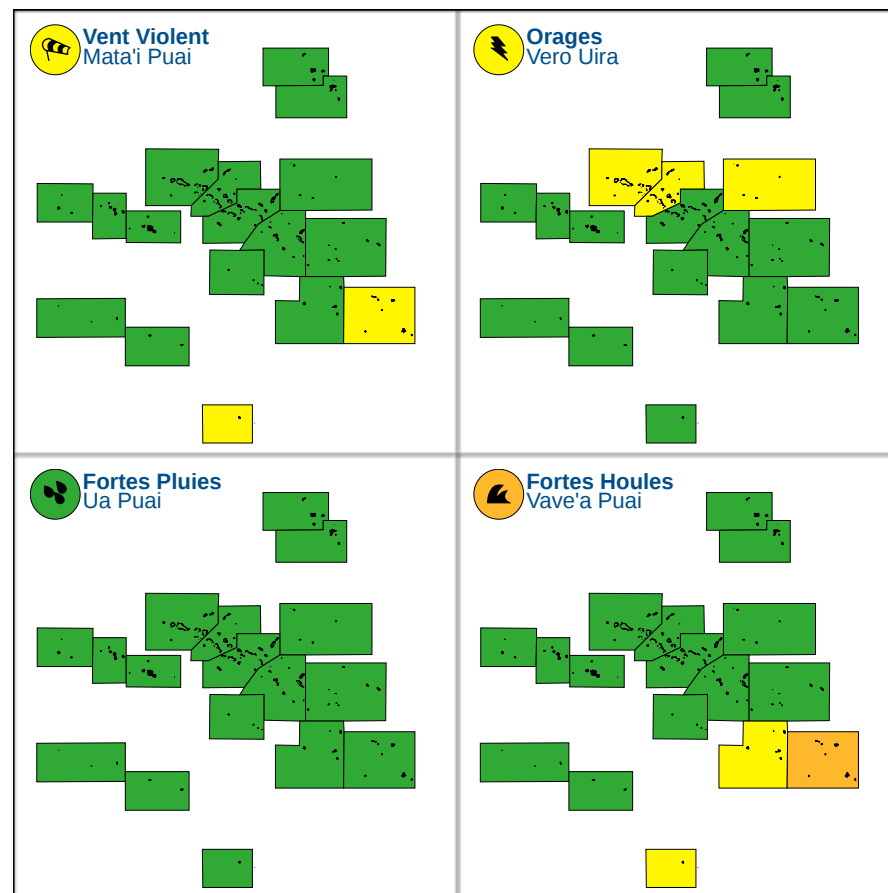 Vent Violent
Mata'i Puai
Orages
Vero Uira
Fortes Pluies
Ua Puai
Fortes Houles
Vave'a Puai